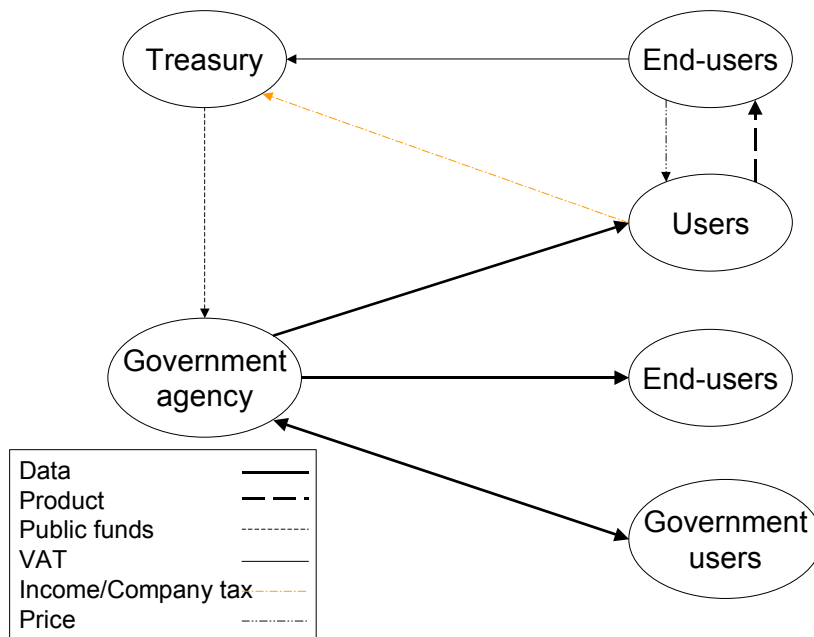 Treasury
End-users
Users
Government
agency
End-users
Government
users
Data
Product
Public funds
VAT
Income/Company tax
Price